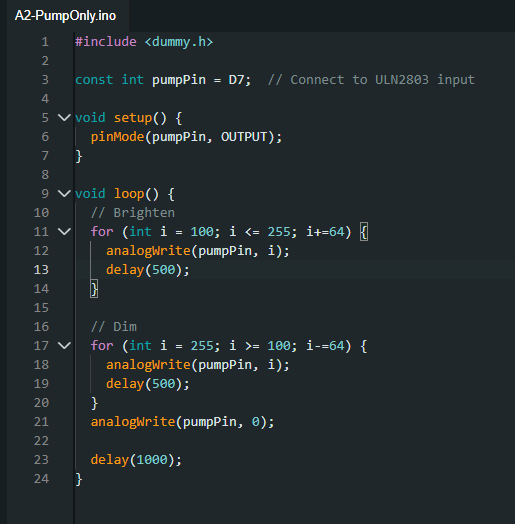 A2-PumpOnly.ino
1 #include <dummy.h>
2
3 const int pumpPin = D7;  // Connect to ULN2803 input
4
5 void setup() {
6   pinMode(pumpPin, OUTPUT);
7 }
8
9 void loop() {
10   // Brighten
11   for (int i = 100; i <= 255; i+=64) {
12     analogWrite(pumpPin, i);
13     delay(500);
14   }
15
16   // Dim
17   for (int i = 255; i >= 100; i-=64) {
18     analogWrite(pumpPin, i);
19     delay(500);
20   }
21   analogWrite(pumpPin, 0);
22
23   delay(1000);
24 }